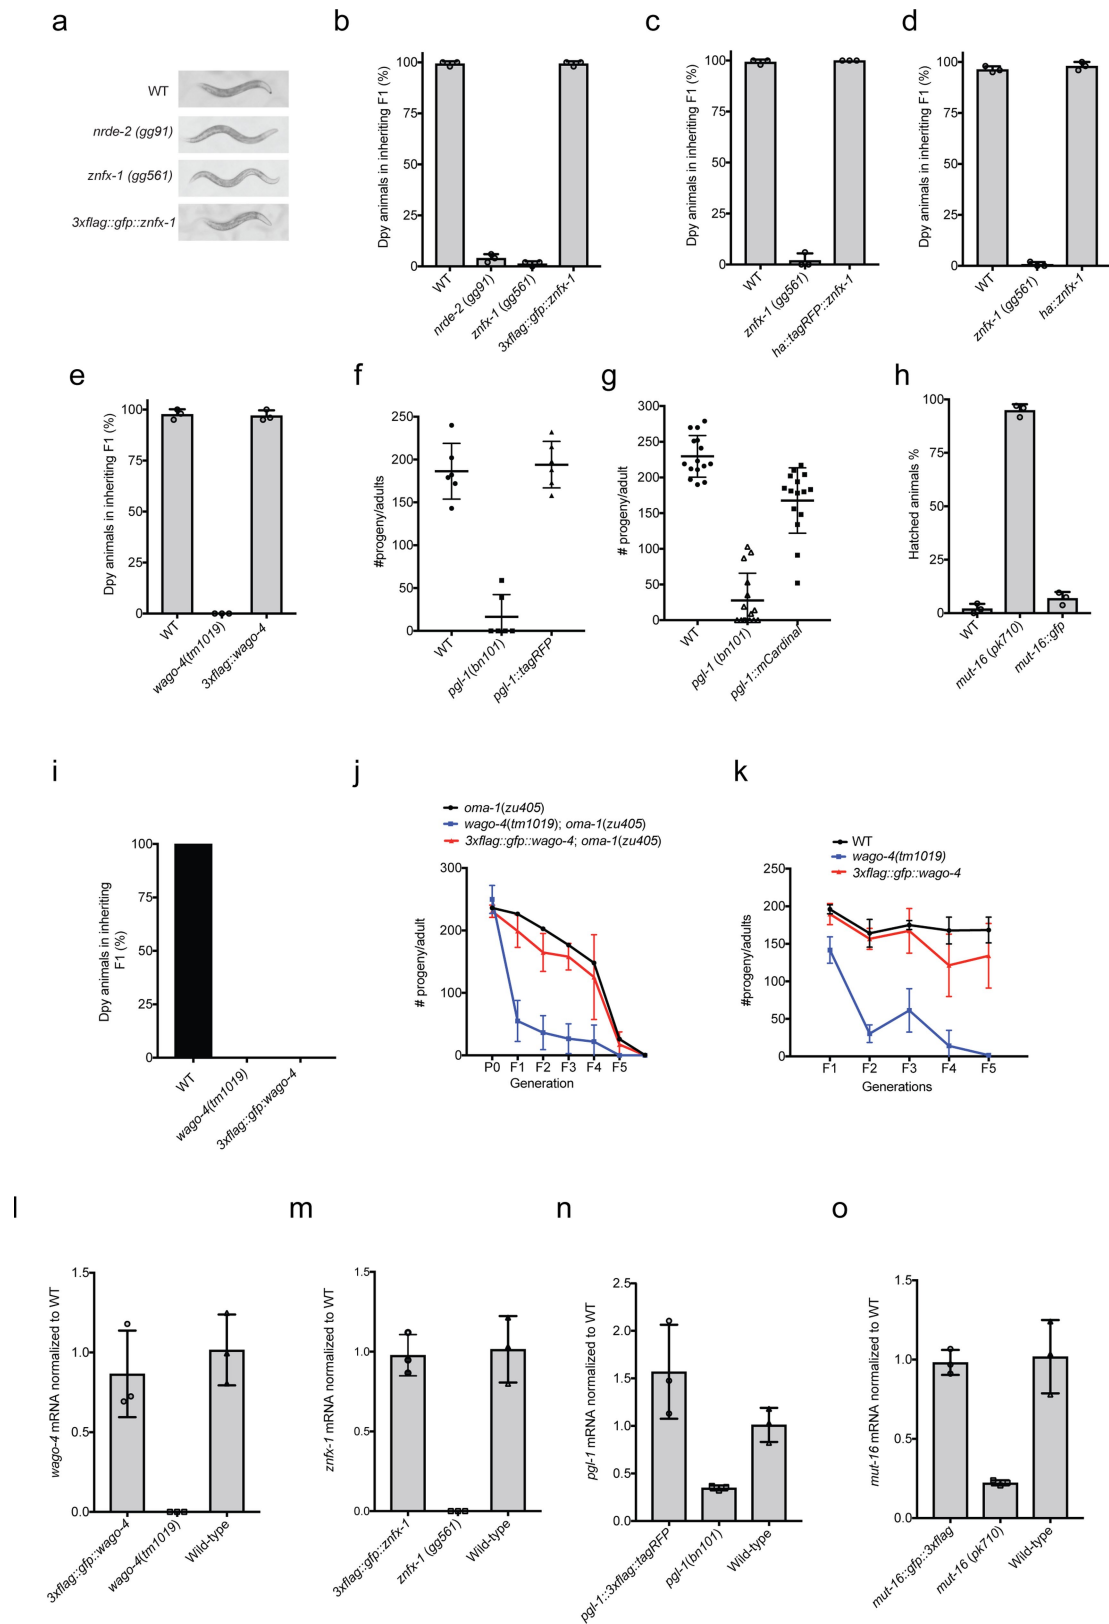 a
WT
nrde-2 (gg91)
znfx-1 (gg561)
3xflag::gfp::znfx-1
b
Dpy animals in inheriting F1 (%)
100
75
50
25
0
WT
nrde-2 (gg91)
znfx-1 (gg561)
3xflag::gfp::znfx-1
c
Dpy animals in inheriting F1 (%)
100
75
50
25
0
WT
znfx-1 (gg561)
ha::tagRFP::znfx-1
d
Dpy animals in inheriting F1 (%)
100
75
50
25
0
WT
znfx-1 (gg561)
ha::znfx-1
e
Dpy animals in inheriting F1 (%)
100
75
50
25
0
WT
wago-4(tm1019)
3xflag::wago-4
f
#progeny/adults
250
200
150
100
50
0
WT
pgl-1(bn101)
pgl-1::tagRFP
g
# progeny/adult
300
250
200
150
100
50
0
WT
pgl-1 (bn101)
pgl-1::mCardinal
h
Hatched animals %
100
75
50
25
0
WT
mut-16 (pk710)
mut-16::gfp
i
Dpy animals in inheriting
F1 (%)
100
75
50
25
0
WT
wago-4(tm1019)
3xflag::gfp:wago-4
j
oma-1(zu405)
wago-4(tm1019); oma-1(zu405)
3xflag::gfp::wago-4; oma-1(zu405)
# progeny/adult
300
200
100
0
P0 F1 F2 F3 F4 F5
Generation
k
WT
wago-4(tm1019)
3xflag::gfp::wago-4
#progeny/adults
250
200
150
100
50
0
F1 F2 F3 F4 F5
Generations
l
wago-4 mRNA normalized to WT
1.5
1.0
0.5
0.0
3xflag::gfp::wago-4
wago-4(tm1019)
Wild-type
m
znfx-1 mRNA normalized to WT
1.5
1.0
0.5
0.0
3xflag::gfp::znfx-1
znfx-1 (gg561)
Wild-type
n
pgl-1 mRNA normalized to WT
2.5
2.0
1.5
1.0
0.5
0.0
pgl-1::3xflag::tagRFP
pgl-1(bn101)
Wild-type
o
mut-16 mRNA normalized to WT
1.5
1.0
0.5
0.0
mut-16::gfp::3xflag
mut-16 (pk710)
Wild-type